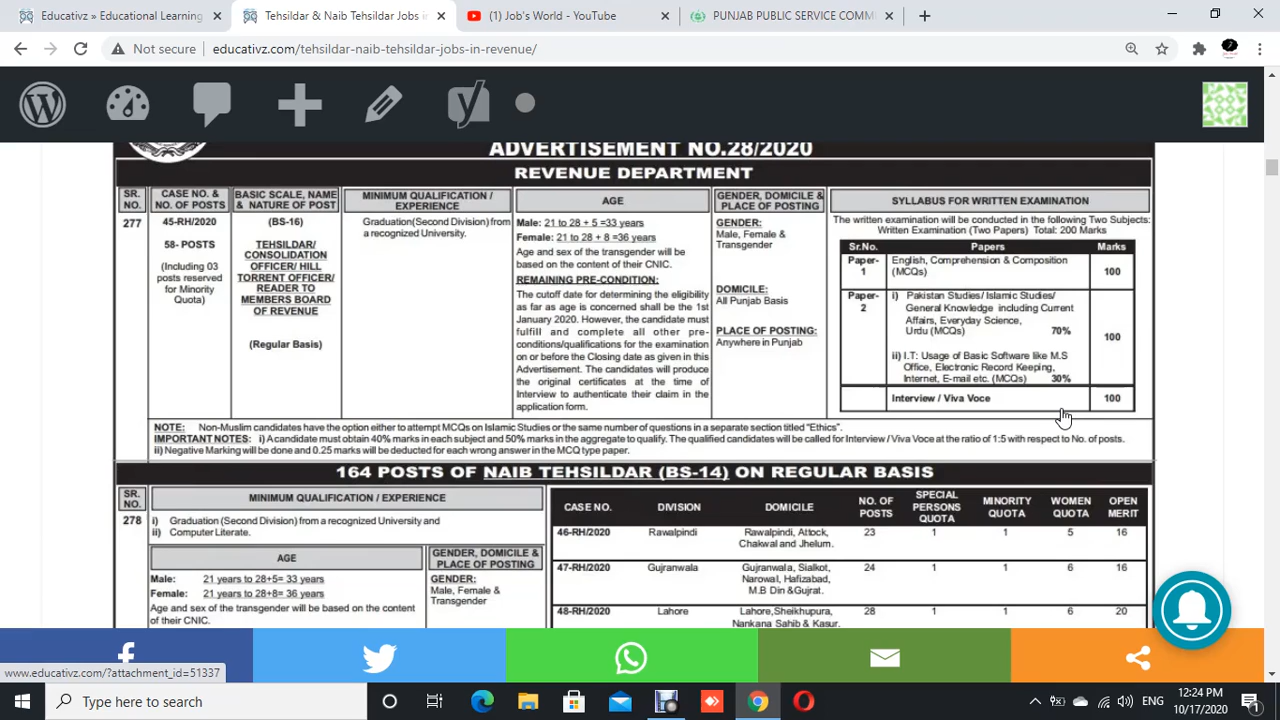 Educativz » Educational Learning
Tehsildar & Naib Tehsildar Jobs in
(1) Job's World - YouTube
PUNJAB PUBLIC SERVICE COMMI
Not secure
educativz.com/tehsildar-naib-tehsildar-jobs-in-revenue/
ADVERTISEMENT NO.28/2020
REVENUE DEPARTMENT
SR. NO.
CASE NO. & NO. OF POSTS
BASIC SCALE, NAME & NATURE OF POST
MINIMUM QUALIFICATION / EXPERIENCE
AGE
GENDER, DOMICILE & PLACE OF POSTING
SYLLABUS FOR WRITTEN EXAMINATION
277
45-RH/2020
58- POSTS
(Including 03
posts reserved
for Minority
Quota)
(BS-16)
TEHSILDAR/
CONSOLIDATION
OFFICER/ HILL
TORRENT OFFICER/
READER TO
MEMBERS BOARD
OF REVENUE
(Regular Basis)
Graduation(Second Division) from
a recognized University.
Male: 21 to 28 + 5 =33 years
Female: 21 to 28 + 8 =36 years
Age and sex of the transgender will be
based on the content of their CNIC.
REMAINING PRE-CONDITION:
The cutoff date for determining the eligibility
as far as age is concerned shall be the 1st
January 2020. However, the candidate must
fulfill and complete all other pre-
conditions/qualifications for the examination
on or before the Closing date as given in this
Advertisement. The candidates will produce
the original certificates at the time of
Interview to authenticate their claim in the
application form.
GENDER:
Male, Female &
Transgender
DOMICILE:
All Punjab Basis
PLACE OF POSTING:
Anywhere in Punjab
The written examination will be conducted in the following Two Subjects:
Written Examination (Two Papers) Total: 200 Marks
Sr.No. Papers Marks
Paper-1 English, Comprehension & Composition
(MCQs) 100
Paper-2 i) Pakistan Studies/ Islamic Studies/
General Knowledge including Current
Affairs, Everyday Science,
Urdu (MCQs) 70%
100
ii) I.T: Usage of Basic Software like M.S
Office, Electronic Record Keeping,
Internet, E-mail etc. (MCQs) 30%
Interview / Viva Voce 100
NOTE: Non-Muslim candidates have the option either to attempt MCQs on Islamic Studies or the same number of questions in a separate section titled "Ethics".
IMPORTANT NOTES: i) A candidate must obtain 40% marks in each subject and 50% marks in the aggregate to qualify. The qualified candidates will be called for Interview / Viva Voce at the ratio of 1:5 with respect to No. of posts.
ii) Negative Marking will be done and 0.25 marks will be deducted for each wrong answer in the MCQ type paper.
164 POSTS OF NAIB TEHSILDAR (BS-14) ON REGULAR BASIS
SR. NO.
MINIMUM QUALIFICATION / EXPERIENCE
278
i) Graduation (Second Division) from a recognized University and
ii) Computer Literate.
AGE
GENDER, DOMICILE & PLACE OF POSTING
Male: 21 years to 28+5= 33 years
Female: 21 years to 28+8= 36 years
Age and sex of the transgender will be based on the content
of their CNIC.
GENDER:
Male, Female &
Transgender
CASE NO. DIVISION DOMICILE NO. OF POSTS SPECIAL PERSONS QUOTA MINORITY QUOTA WOMEN QUOTA OPEN MERIT
46-RH/2020 Rawalpindi Rawalpindi, Attock, Chakwal and Jhelum. 23 1 1 5 16
47-RH/2020 Gujranwala Gujranwala, Sialkot, Narowal, Hafizabad, M.B Din &Gujrat. 24 1 1 6 16
48-RH/2020 Lahore Lahore,Sheikhupura, Nankana Sahib & Kasur. 28 1 1 6 20
www.educativz.com/?attachment_id=51337
Type here to search
ENG
12:24 PM
10/17/2020
1